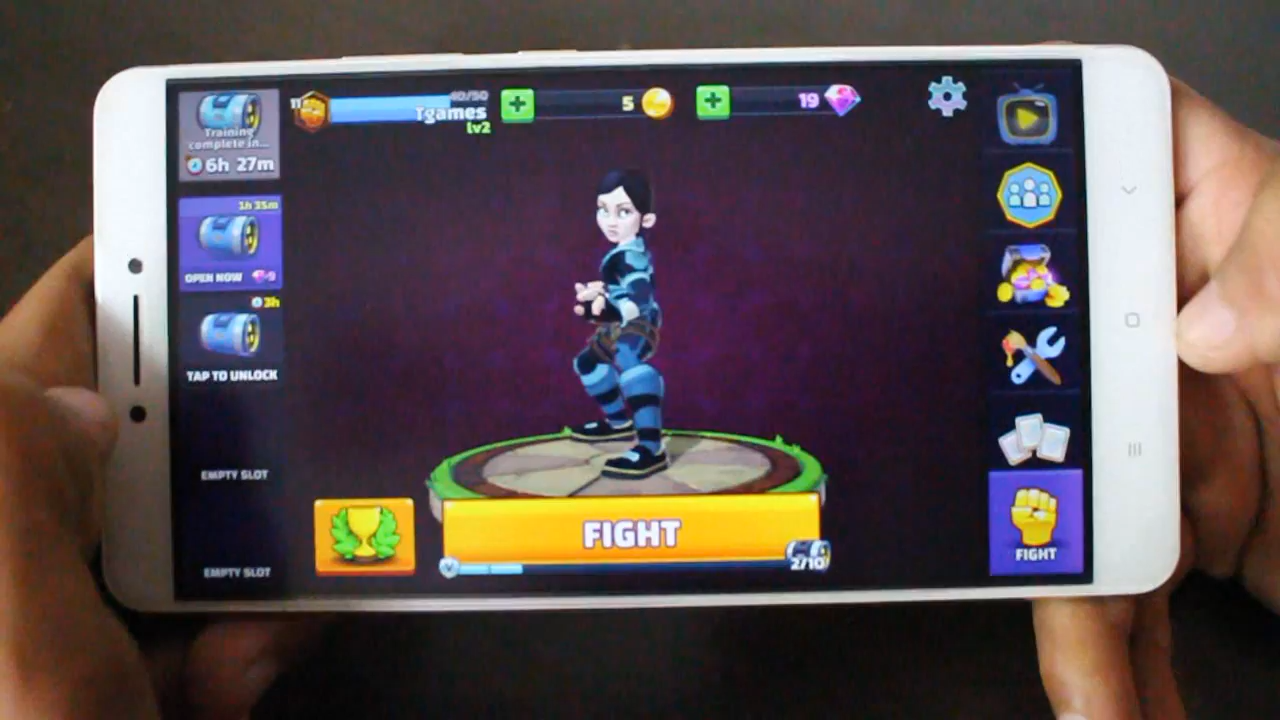 Training
complete in...
6h 27m
1h 35m
OPEN NOW 9
3h
TAP TO UNLOCK
EMPTY SLOT
EMPTY SLOT
11
40/50
Tgames
lv2
5
19
FIGHT
2/10
FIGHT